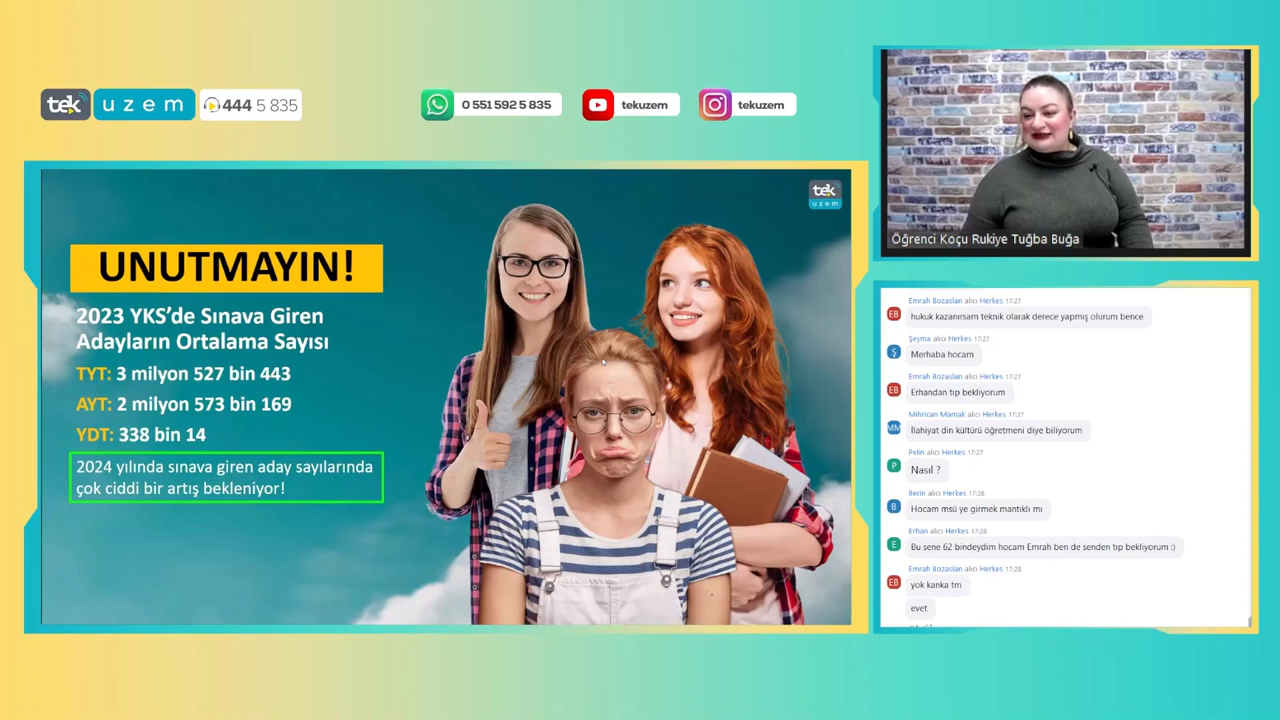 tek
uzem
444 5 835
0 551 592 5 835
tekuzem
tekuzem
tek
uzem
UNUTMAYIN!
2023 YKS'de Sınava Giren
Adayların Ortalama Sayısı
TYT: 3 milyon 527 bin 443
AYT: 2 milyon 573 bin 169
YDT: 338 bin 14
2024 yılında sınava giren aday sayılarında
çok ciddi bir artış bekleniyor!
Öğrenci Koçu Rukiye Tuğba Buğa
Emrah Bozaslan alıcı Herkes 17:27
EB
hukuk kazanırsam teknik olarak derece yapmış olurum bence
Şeyma alıcı Herkes 17:27
Ş
Merhaba hocam
Emrah Bozaslan alıcı Herkes 17:27
EB
Erhandan tıp bekliyorum
Mihrican Mamak alıcı Herkes 17:27
MM
İlahiyat din kültürü öğretmeni diye biliyorum
Pelin alıcı Herkes 17:27
P
Nasıl ?
Berin alıcı Herkes 17:28
B
Hocam msü ye girmek mantıklı mı
Erhan alıcı Herkes 17:28
E
Bu sene 62 bindeydim hocam Emrah ben de senden tıp bekliyorum :)
Emrah Bozaslan alıcı Herkes 17:28
EB
yok kanka tm
evet